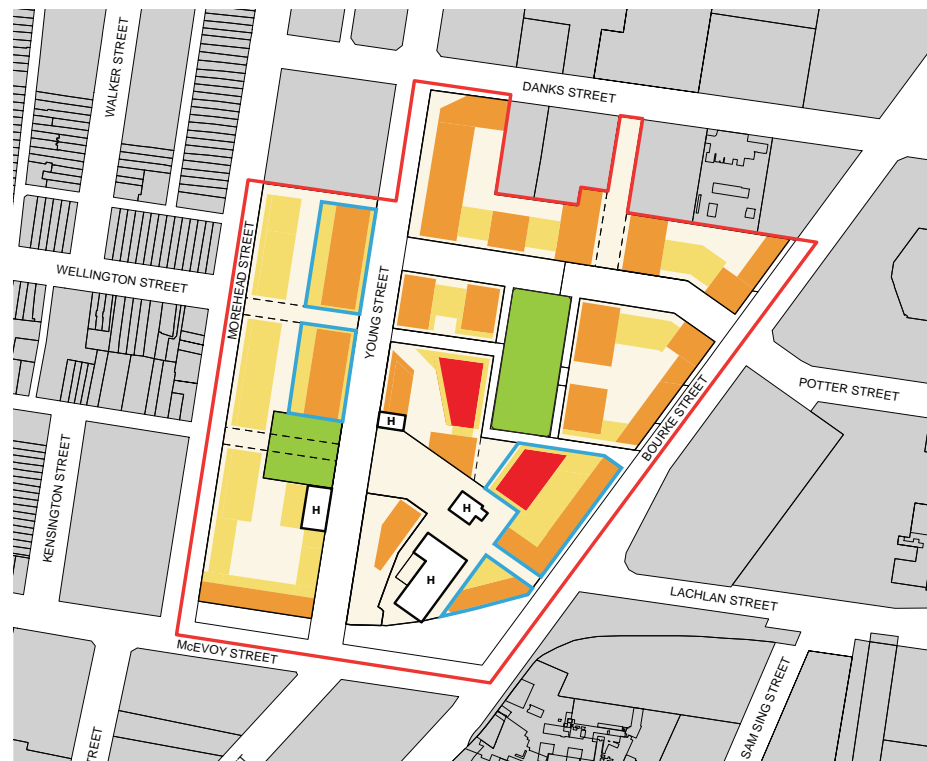 WALKER STREET
DANKS STREET
WELLINGTON STREET
MOREHEAD STREET
YOUNG STREET
POTTER STREET
BOURKE STREET
H
KENSINGTON STREET
H
H
H
LACHLAN STREET
McEVOY STREET
SAM SING STREET
STREET